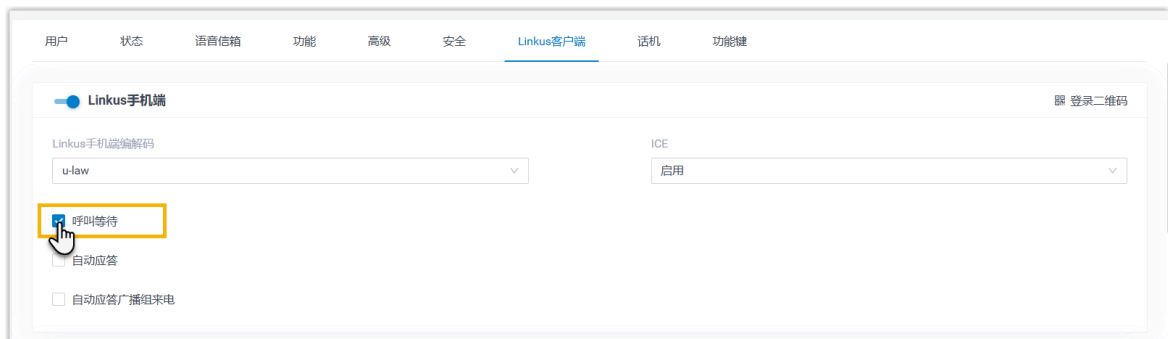 用户 状态 语音信箱 功能 高级 安全 Linkus客户端 话机 功能键
Linkus手机端 登录二维码
Linkus手机端编解码 ICE
u-law 启用
呼叫等待
自动应答
自动应答广播组来电